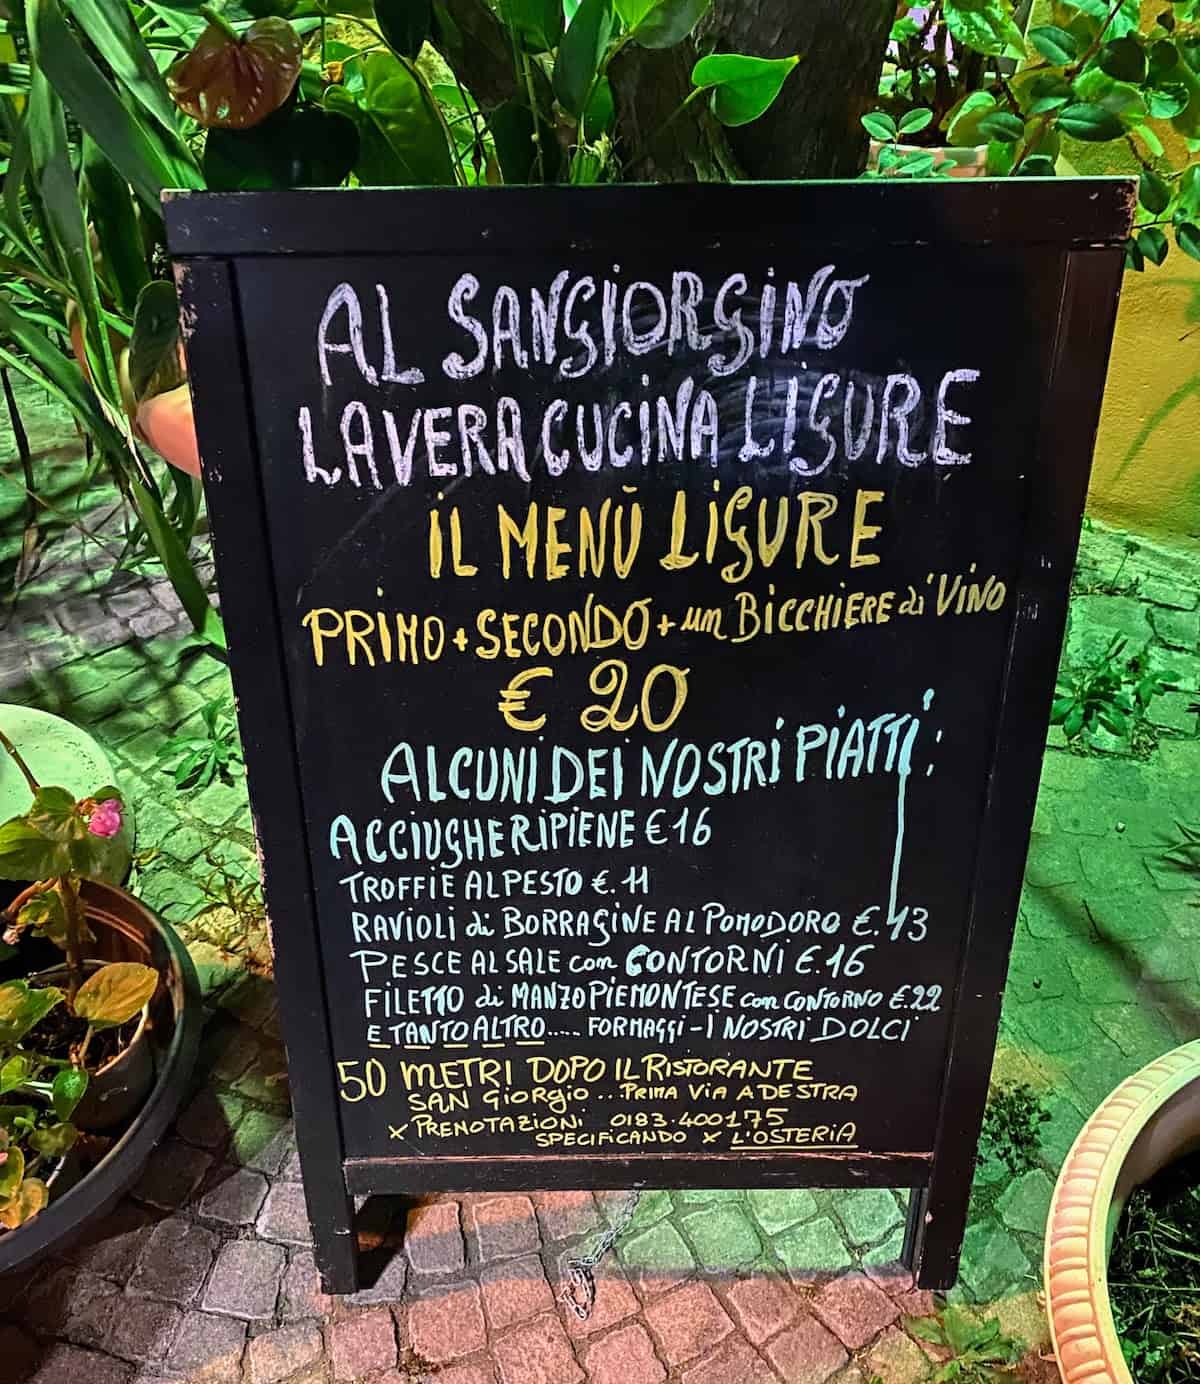 AL SANGIORGINO
LA VERA CUCINA LIGURE
IL MENÙ LIGURE
PRIMO + SECONDO + un BICCHIERE di VINO
€ 20
ALCUNI DEI NOSTRI PIATTI:
ACCIUGHE RIPIENE € 16
TROFFIE AL PESTO €. 11
RAVIOLI di BORRAGINE AL POMODORO €. 13
PESCE AL SALE con CONTORNI €. 16
FILETTO di MANZO PIEMONTESE con CONTORNO €. 22
E TANTO ALTRO..... FORMAGGI - I NOSTRI DOLCI
50 METRI DOPO IL RISTORANTE
SAN GIORGIO ... PRIMA VIA A DESTRA
X PRENOTAZIONI 0183.400175
SPECIFICANDO X L'OSTERIA